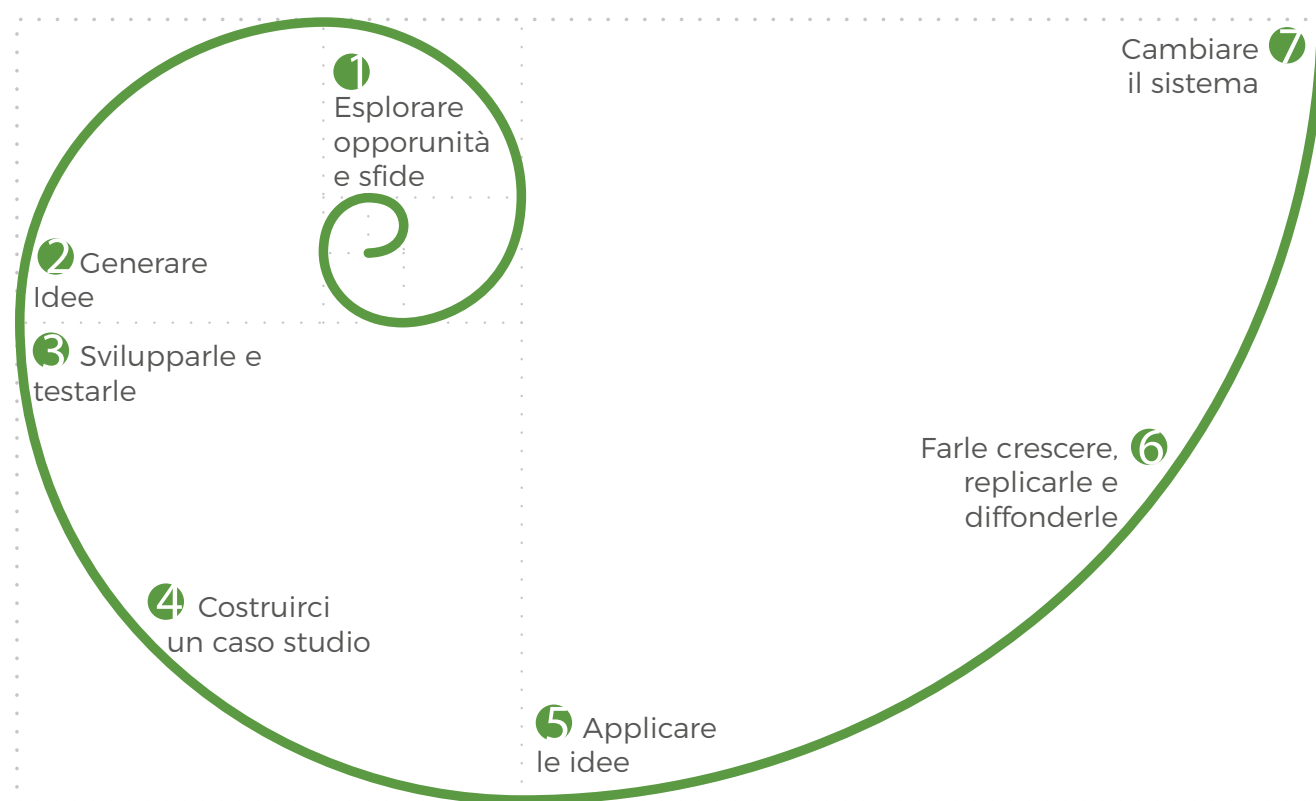 1
Esplorare
opporunità
e sfide
2 Generare
Idee
3 Svilupparle e
testarle
4 Costruirci
un caso studio
5 Applicare
le idee
Farle crescere, 6
replicarle e
diffonderle
Cambiare 7
il sistema